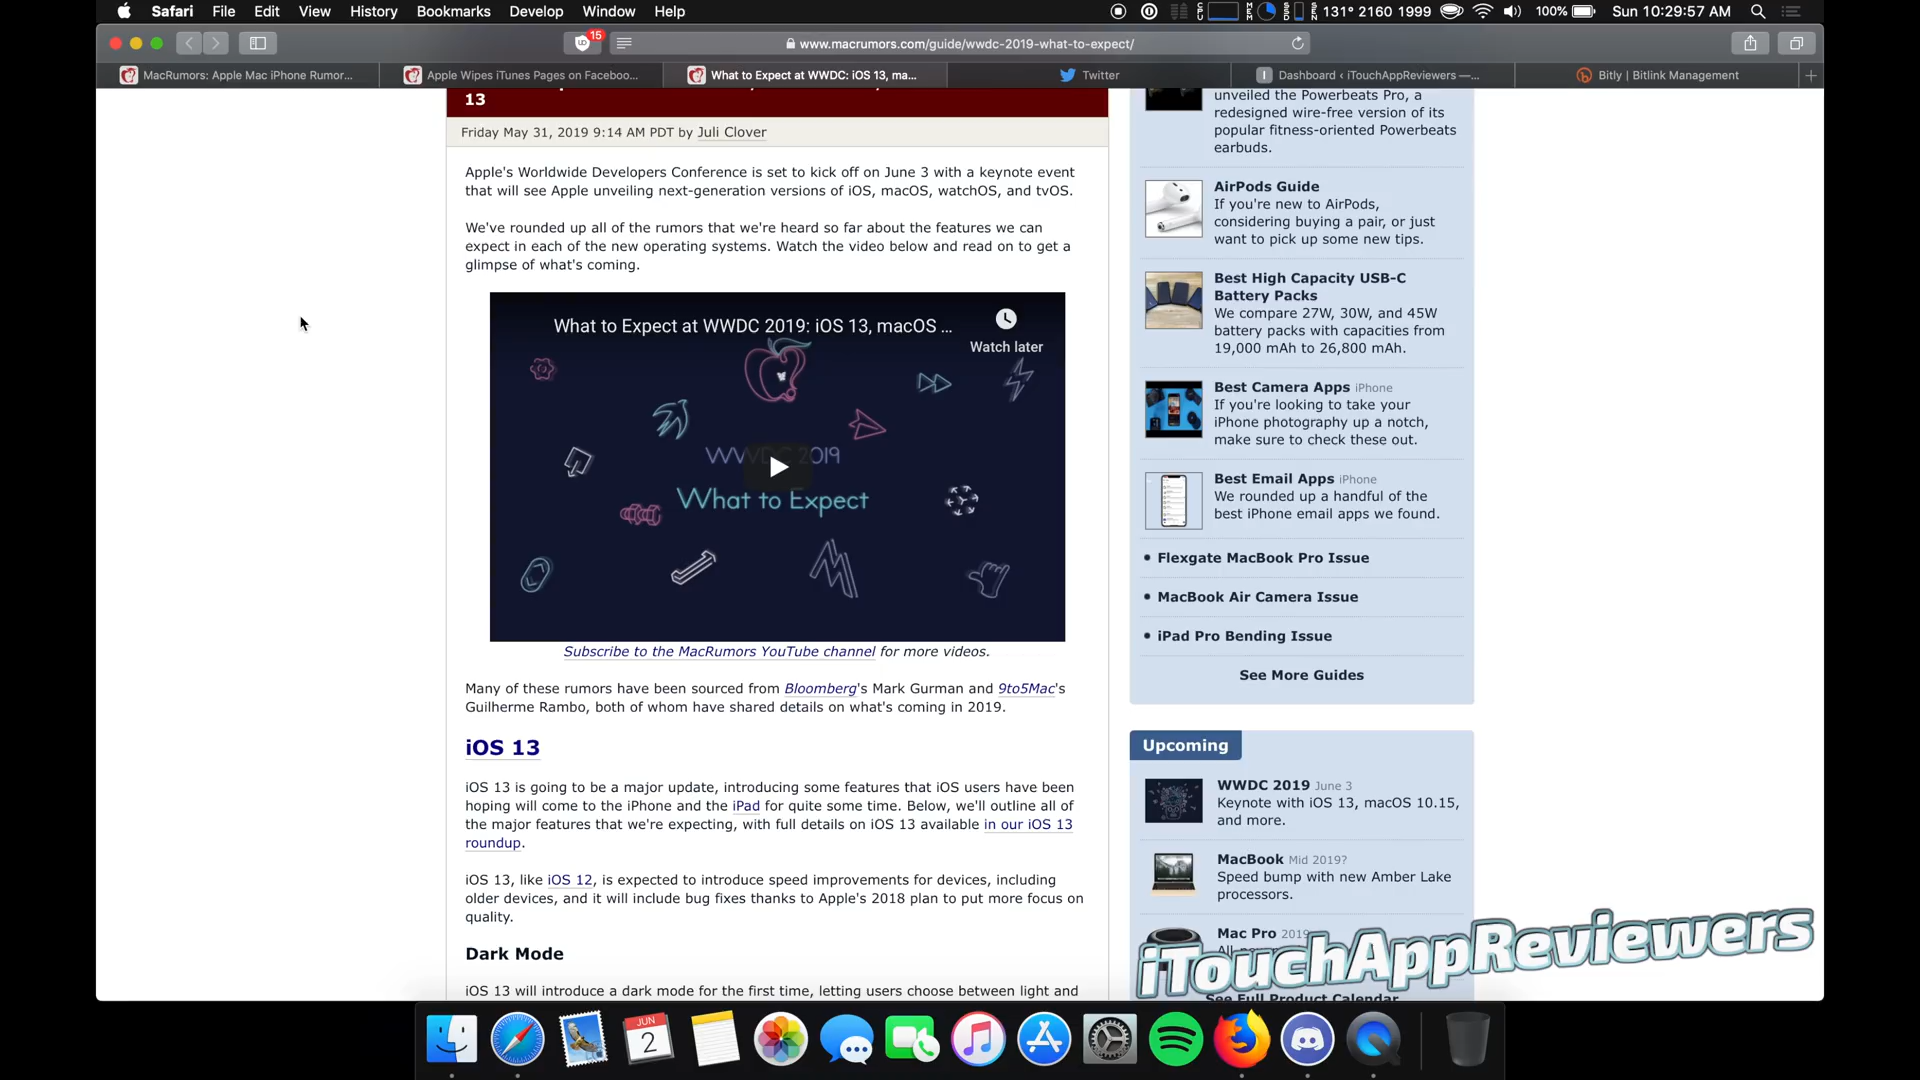 Safari File Edit View History Bookmarks Develop Window Help
CPU MEM SSD SEN 131° 2160 1999 100% Sun 10:29:57 AM
15
www.macrumors.com/guide/wwdc-2019-what-to-expect/
MacRumors: Apple Mac iPhone Rumor...
Apple Wipes iTunes Pages on Faceboo...
What to Expect at WWDC: iOS 13, ma...
Twitter
Dashboard ‹ iTouchAppReviewers —...
Bitly | Bitlink Management
13
Friday May 31, 2019 9:14 AM PDT by Juli Clover
Apple's Worldwide Developers Conference is set to kick off on June 3 with a keynote event
that will see Apple unveiling next-generation versions of iOS, macOS, watchOS, and tvOS.
We've rounded up all of the rumors that we're heard so far about the features we can
expect in each of the new operating systems. Watch the video below and read on to get a
glimpse of what's coming.
What to Expect at WWDC 2019: iOS 13, macOS ...
Watch later
WWDC 2019
What to Expect
Subscribe to the MacRumors YouTube channel for more videos.
Many of these rumors have been sourced from Bloomberg's Mark Gurman and 9to5Mac's
Guilherme Rambo, both of whom have shared details on what's coming in 2019.
iOS 13
iOS 13 is going to be a major update, introducing some features that iOS users have been
hoping will come to the iPhone and the iPad for quite some time. Below, we'll outline all of
the major features that we're expecting, with full details on iOS 13 available in our iOS 13
roundup.
iOS 13, like iOS 12, is expected to introduce speed improvements for devices, including
older devices, and it will include bug fixes thanks to Apple's 2018 plan to put more focus on
quality.
Dark Mode
iOS 13 will introduce a dark mode for the first time, letting users choose between light and
unveiled the Powerbeats Pro, a
redesigned wire-free version of its
popular fitness-oriented Powerbeats
earbuds.
AirPods Guide
If you're new to AirPods,
considering buying a pair, or just
want to pick up some new tips.
Best High Capacity USB-C
Battery Packs
We compare 27W, 30W, and 45W
battery packs with capacities from
19,000 mAh to 26,800 mAh.
Best Camera Apps iPhone
If you're looking to take your
iPhone photography up a notch,
make sure to check these out.
Best Email Apps iPhone
We rounded up a handful of the
best iPhone email apps we found.
• Flexgate MacBook Pro Issue
• MacBook Air Camera Issue
• iPad Pro Bending Issue
See More Guides
Upcoming
WWDC 2019 June 3
Keynote with iOS 13, macOS 10.15,
and more.
MacBook Mid 2019?
Speed bump with new Amber Lake
processors.
Mac Pro 2019
See Full Product Calendar
iTouchAppReviewers
JUN
2